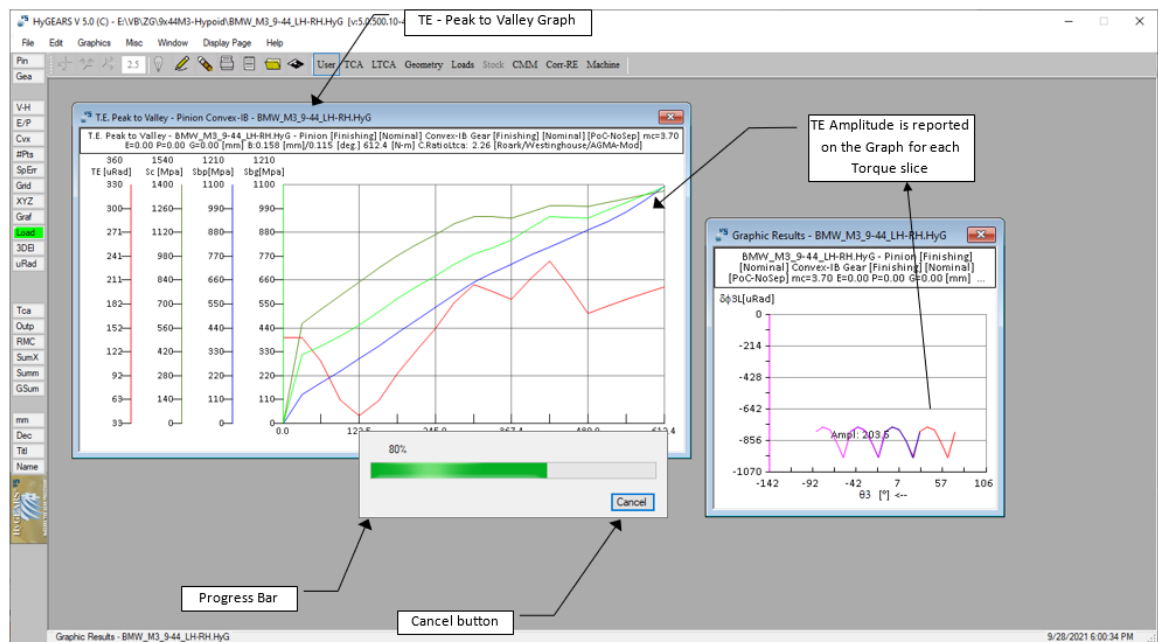 HyGEARS V 5.0 (C) - E:\VB\ZG\9x44M3-Hypoid\BMW_M3_9-44_LH-RH.HyG [v:5.0.500.10-4
TE - Peak to Valley Graph
File Edit Graphics Misc Window Display Page Help
Pin
Gea
2.5 User TCA LTCA Geometry Loads Stock CMM Corr-RE Machine
V-H
E/P
Cvx
#Pts
SpErr
Grid
XYZ
Graf
Load
3DEl
uRad
Tca
Outp
RMC
SumX
Summ
GSum
mm
Dec
Titl
Name
HyGEARS
T.E. Peak to Valley - Pinion Convex-IB - BMW_M3_9-44_LH-RH.HyG
T.E. Peak to Valley - BMW_M3_9-44_LH-RH.HyG - Pinion [Finishing] [Nominal] Convex-IB Gear [Finishing] [Nominal] [PoC-NoSep] mc=3.70
E=0.00 P=0.00 G=0.00 [mm] B:0.158 [mm]/0.115 [deg.] 612.4 [N-m] C.RatioLtca: 2.26 [Roark/Westinghouse/AGMA-Mod]
360 1540 1210 1210
TE [uRad] Sc [Mpa] Sbp[Mpa] Sbg[Mpa]
330 1400 1100 1100
300 1260 990 990
271 1120 880 880
241 980 770 770
211 840 660 660
182 700 550 550
152 560 440 440
122 420 330 330
92 280 220 220
63 140 110 110
33 0 0 0
0.0 245.0 367.4 489.9
80%
Cancel
TE Amplitude is reported
on the Graph for each
Torque slice
Graphic Results - BMW_M3_9-44_LH-RH.HyG
BMW_M3_9-44_LH-RH.HyG - Pinion [Finishing]
[Nominal] Convex-IB Gear [Finishing] [Nominal]
[PoC-NoSep] mc=3.70 E=0.00 P=0.00 G=0.00 [mm] ...
δϕ3L[uRad]
0
-214
-428
-642
-856
-1070
Ampl: 203.5
-142 -92 -42 7 57 106
θ3 [°] <--
Progress Bar
Cancel button
Graphic Results - BMW_M3_9-44_LH-RH.HyG
9/28/2021 6:00:34 PM